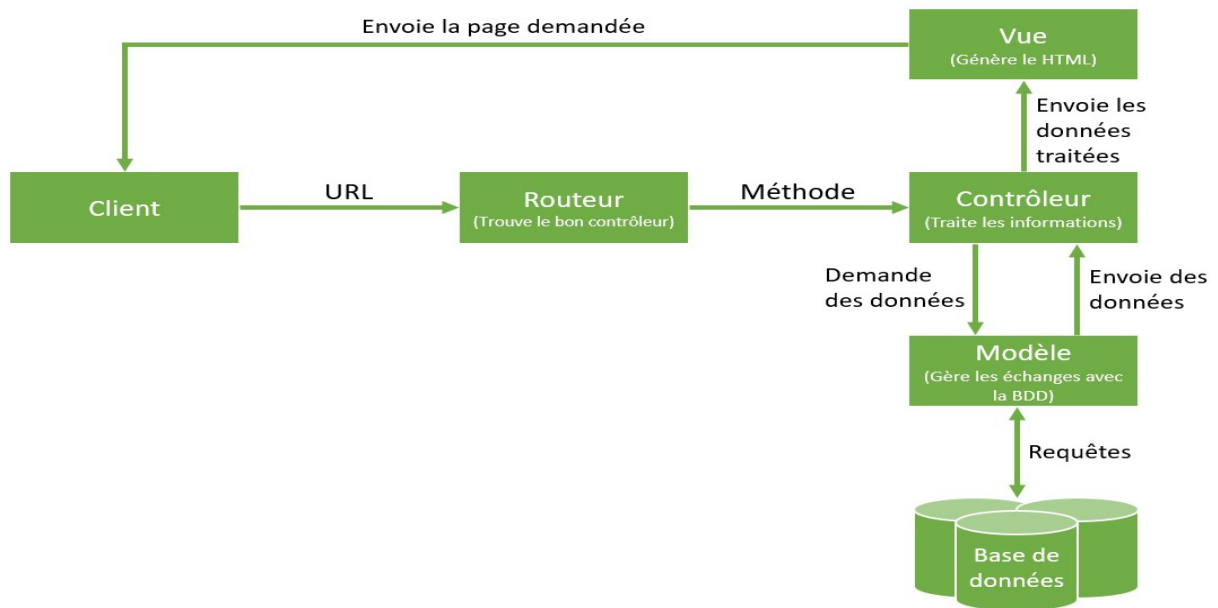 Envoie la page demandée
Vue
(Génère le HTML)
Envoie les
données
traitées
Client
URL
Routeur
(Trouve le bon contrôleur)
Méthode
Contrôleur
(Traite les informations)
Demande
des données
Envoie des
données
Modèle
(Gère les échanges avec
la BDD)
Requêtes
Base de
données